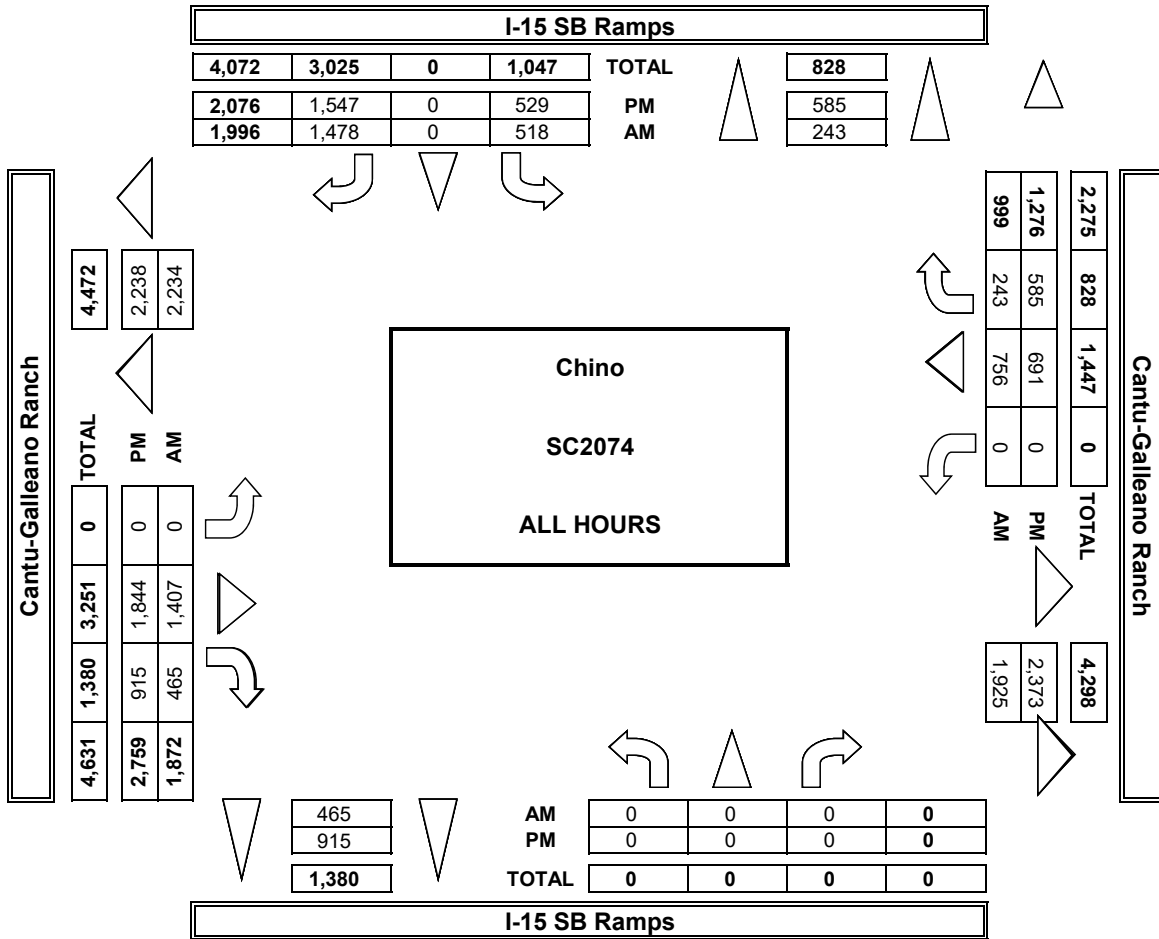 I-15 SB Ramps
4,072 3,025 0 1,047 TOTAL 828
2,076 1,547 0 529 PM 585
1,996 1,478 0 518 AM 243
Cantu-Galleano Ranch
4,472
2,238
2,234
TOTAL
PM
AM
0 3,251 1,380 4,631
0 1,844 915 2,759
0 1,407 465 1,872
Chino
SC2074
ALL HOURS
2,275 828 1,447 0 TOTAL
1,276 585 691 0 PM
999 243 756 0 AM
4,298
2,373
1,925
Cantu-Galleano Ranch
465 AM 0 0 0 0
915 PM 0 0 0 0
1,380 TOTAL 0 0 0 0
I-15 SB Ramps